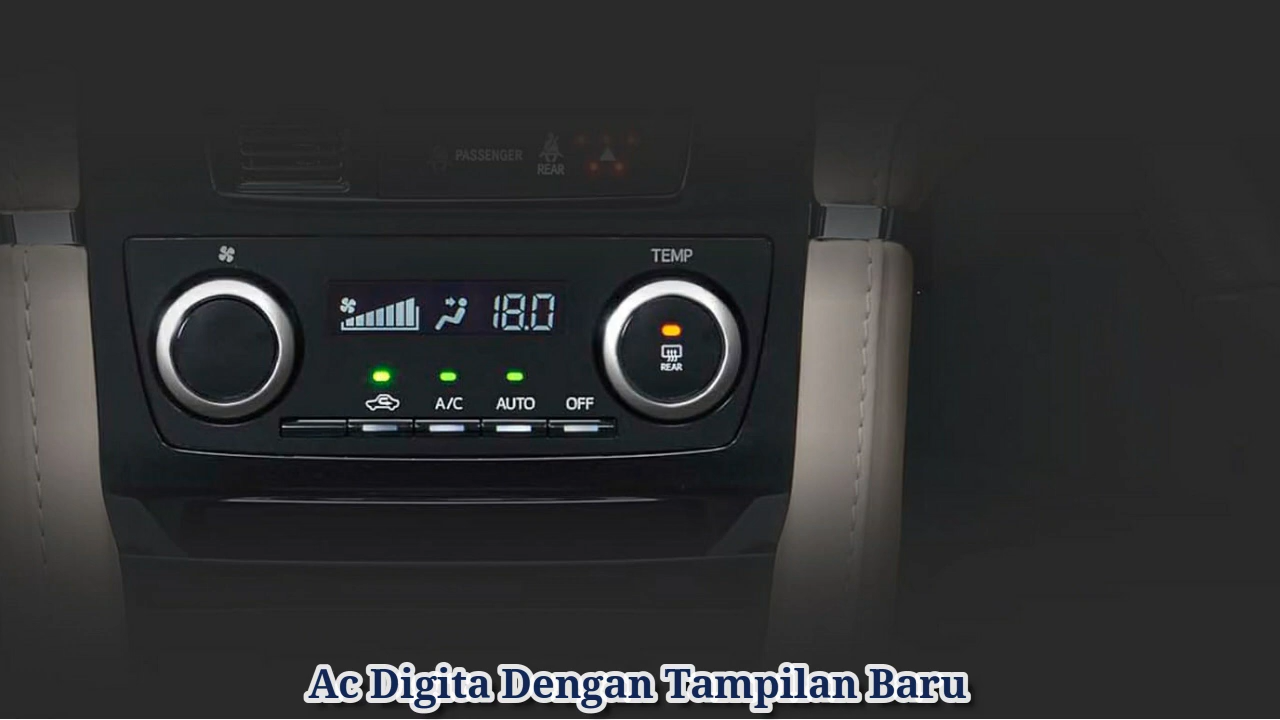 PASSENGER
REAR
TEMP
18.0
REAR
A/C AUTO OFF
Ac Digita Dengan Tampilan Baru